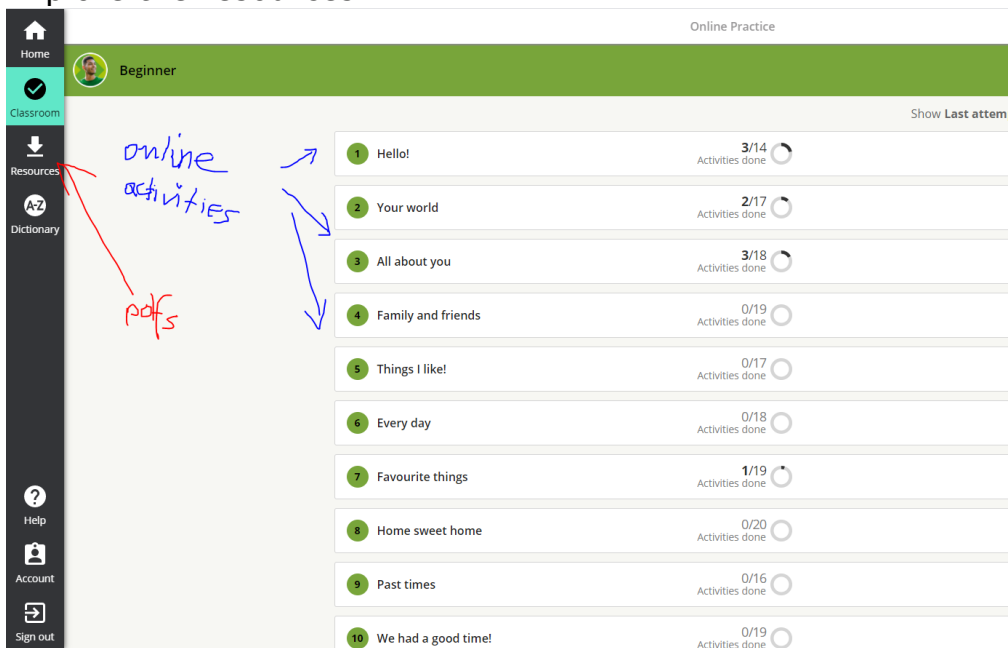 Home
Online Practice
Beginner
Classroom
Show Last attem
Resources
Dictionary
online
activities
pdfs
1 Hello! 3/14
Activities done
2 Your world 2/17
Activities done
3 All about you 3/18
Activities done
4 Family and friends 0/19
Activities done
5 Things I like! 0/17
Activities done
6 Every day 0/18
Activities done
7 Favourite things 1/19
Activities done
8 Home sweet home 0/20
Activities done
9 Past times 0/16
Activities done
10 We had a good time! 0/19
Activities done
A-Z
?
Help
Account
Sign out